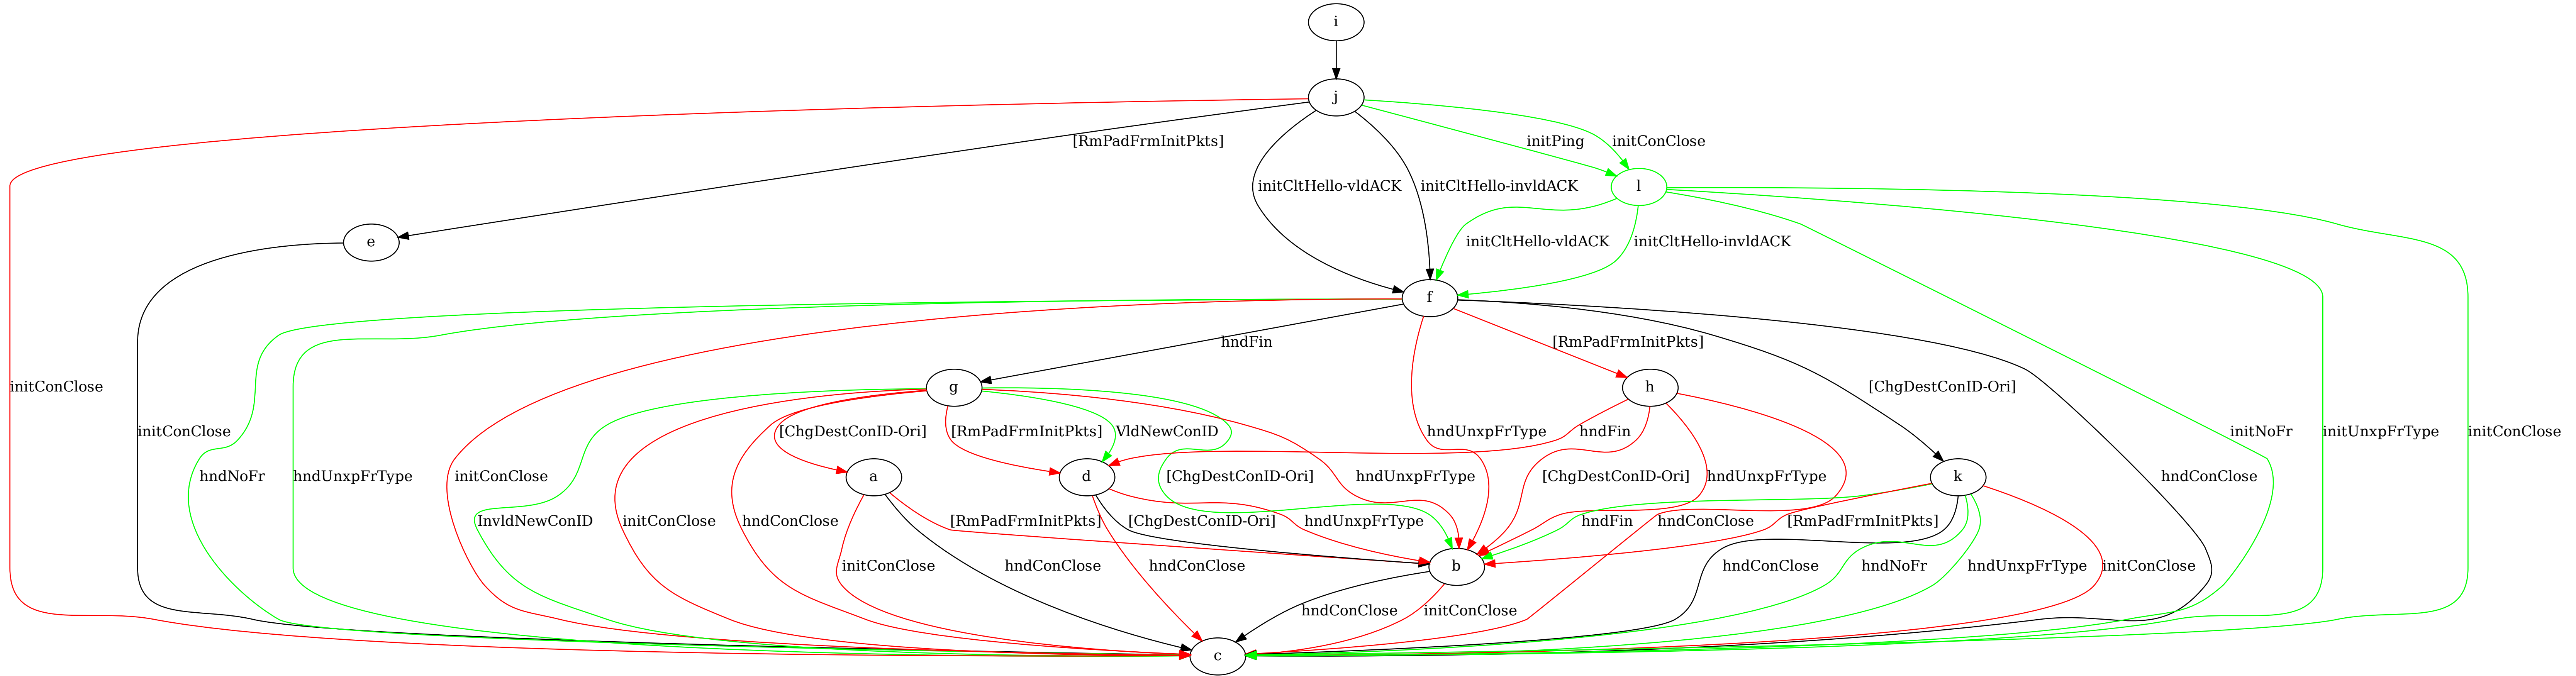 i
j
[RmPadFrmInitPkts]
initPing
initConClose
initCltHello-vldACK
initCltHello-invldACK
l
e
initCltHello-vldACK
initCltHello-invldACK
f
hndFin
[RmPadFrmInitPkts]
initConClose
g
h
[ChgDestConID-Ori]
initConClose
[ChgDestConID-Ori]
[RmPadFrmInitPkts]
VldNewConID
hndUnxpFrType
hndFin
initNoFr
initUnxpFrType
initConClose
hndNoFr
hndUnxpFrType
initConClose
a
d
[ChgDestConID-Ori]
hndUnxpFrType
[ChgDestConID-Ori]
hndUnxpFrType
k
hndConClose
InvldNewConID
initConClose
hndConClose
[RmPadFrmInitPkts]
[ChgDestConID-Ori]
hndUnxpFrType
hndFin
hndConClose
[RmPadFrmInitPkts]
initConClose
hndConClose
hndConClose
b
hndConClose
hndNoFr
hndUnxpFrType
initConClose
hndConClose
initConClose
c